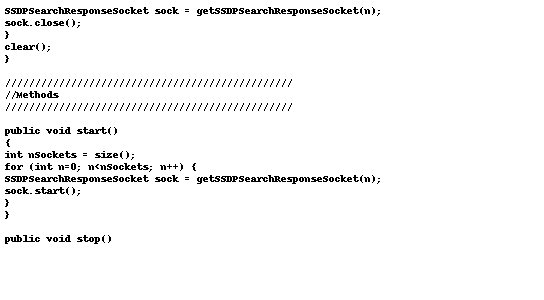 SSDPSearchResponseSocket sock = getSSDPSearchResponseSocket(n);
sock.close();
}
clear();
}
////////////////////////////////////////////////
//Methods
////////////////////////////////////////////////
public void start()
{
int nSockets = size();
for (int n=0; n<nSockets; n++) {
SSDPSearchResponseSocket sock = getSSDPSearchResponseSocket(n);
sock.start();
}
}
public void stop()